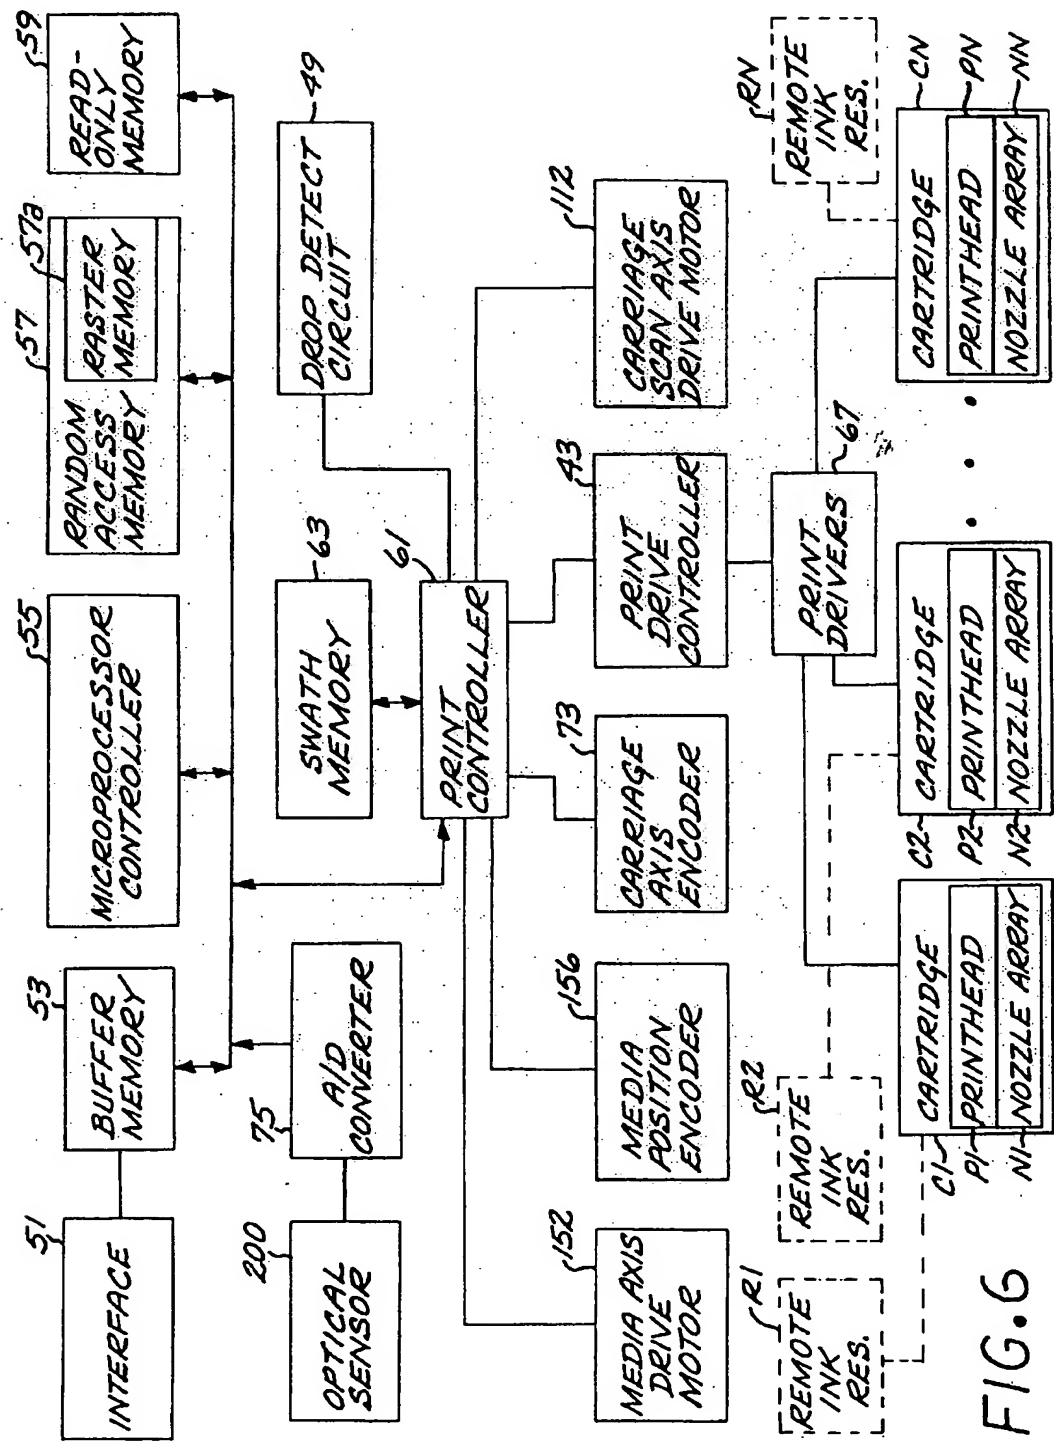 51
INTERFACE
53
BUFFER
MEMORY
55
MICROPROCESSOR
CONTROLLER
57
RANDOM
ACCESS
MEMORY
57a
RASTER
MEMORY
59
READ-
ONLY
MEMORY
200
OPTICAL
SENSOR
75
A/D
CONVERTER
63
SWATH
MEMORY
49
DROP DETECT
CIRCUIT
61
PRINT
CONTROLLER
152
MEDIA AXIS
DRIVE
MOTOR
156
MEDIA
POSITION
ENCODER
73
CARRIAGE
AXIS
ENCODER
43
PRINT
DRIVE
CONTROLLER
112
CARRIAGE
SCAN AXIS
DRIVE MOTOR
R1
REMOTE
INK
RES.
R2
REMOTE
INK
RES.
67
PRINT
DRIVERS
RN
REMOTE
INK
RES.
C1
CARTRIDGE
P1
PRINTHEAD
N1
NOZZLE ARRAY
C2
CARTRIDGE
P2
PRINTHEAD
N2
NOZZLE ARRAY
• • •
CARTRIDGE
CN
PRINTHEAD
PN
NOZZLE ARRAY
NN
FIG.6